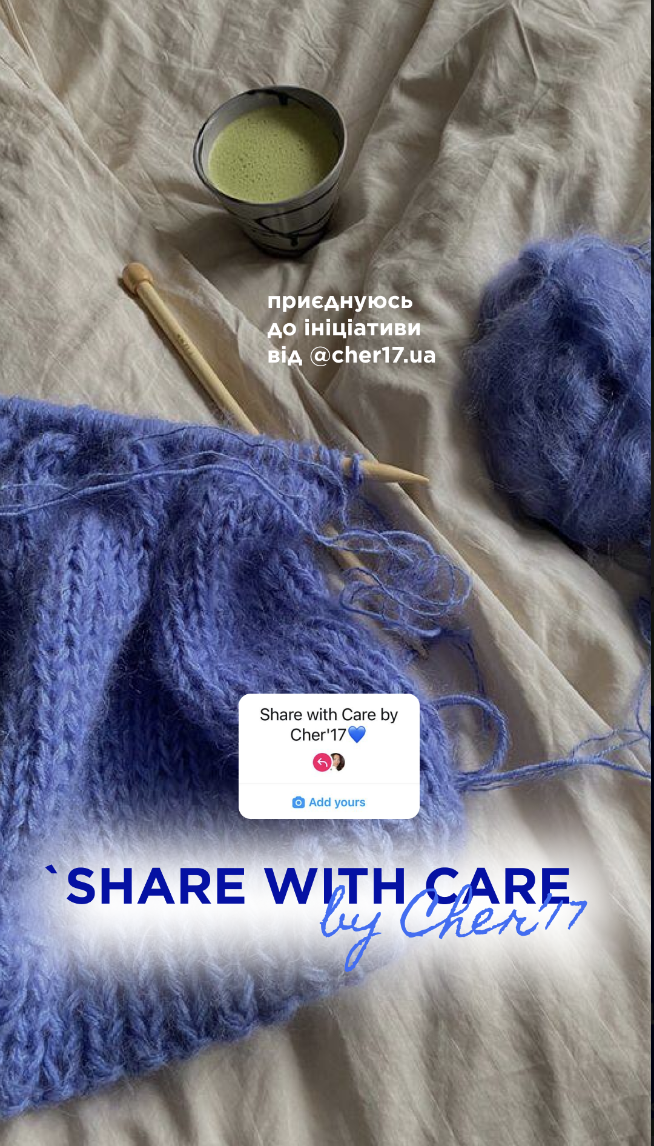 приєднуюсь
до ініціативи
від @cher17.ua
Share with Care by
Cher'17💙
Add yours
`SHARE WITH CARE
by Cher'17